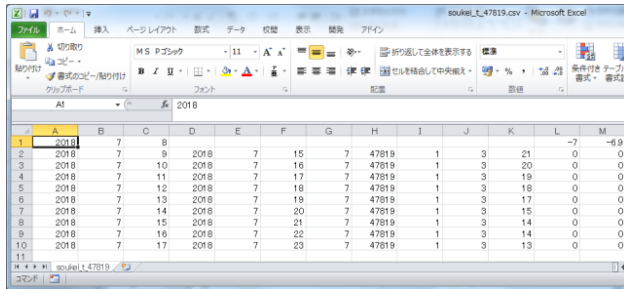 soukei_t_47819.csv - Microsoft Excel
ファイル ホーム 挿入 ページ レイアウト 数式 データ 校閲 表示 開発 アドイン
貼り付け 切り取り コピー 書式のコピー/貼り付け
クリップボード
MS Pゴシック 11
B I U A
フォント
折り返して全体を表示する
セルを結合して中央揃え
配置
標準
% ,
数値
条件付き 書式
A1 fx 2018
A B C D E F G H I J K L M
1 2018 7 8 -7 -6.9
2 2018 7 9 2018 7 15 7 47819 1 3 21 0 0
3 2018 7 10 2018 7 16 7 47819 1 3 20 0 0
4 2018 7 11 2018 7 17 7 47819 1 3 19 0 0
5 2018 7 12 2018 7 18 7 47819 1 3 18 0 0
6 2018 7 13 2018 7 19 7 47819 1 3 17 0 0
7 2018 7 14 2018 7 20 7 47819 1 3 15 0 0
8 2018 7 15 2018 7 21 7 47819 1 3 14 0 0
9 2018 7 16 2018 7 22 7 47819 1 3 14 0 0
10 2018 7 17 2018 7 23 7 47819 1 3 13 0 0
11
soukei_t_47819
コマンド